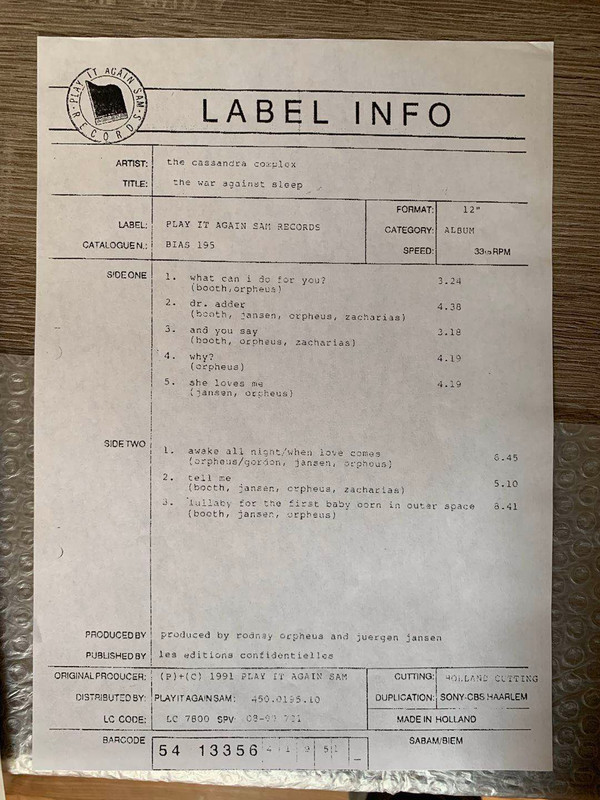 PLAY IT AGAIN SAM'S RECORDS
LABEL INFO
ARTIST: the cassandra complex
TITLE: the war against sleep
FORMAT: 12"
LABEL: PLAY IT AGAIN SAM RECORDS
CATEGORY: ALBUM
CATALOGUE N.: BIAS 195
SPEED: 33 1/3 RPM
SIDE ONE
1. what can i do for you? 3.24
(booth,orpheus)
2. dr. adder 4.38
(booth, jansen, orpheus, zacharias)
3. and you say 3.18
(booth, orpheus, zacharias)
4. why? 4.19
(orpheus)
5. she loves me 4.19
(jansen, orpheus)
SIDE TWO
1. awake all night/when love comes 6.45
(orpheus/gordon, jansen, orpheus)
2. tell me 5.10
(booth, jansen, orpheus, zacharias)
3. lullaby for the first baby born in outer space 8.41
(booth, jansen, orpheus)
PRODUCED BY produced by rodney orpheus and juergen jansen
PUBLISHED BY les editions confidentielles
ORIGINAL PRODUCER: (P)+(C) 1991 PLAY IT AGAIN SAM
CUTTING: HOLLAND CUTTING
DISTRIBUTED BY: PLAY IT AGAIN SAM: 450.0195.10
DUPLICATION: SONY-CBS HAARLEM
LC CODE: LC 7800 SPV
MADE IN HOLLAND
BARCODE 54 13356
SABAM/BIEM